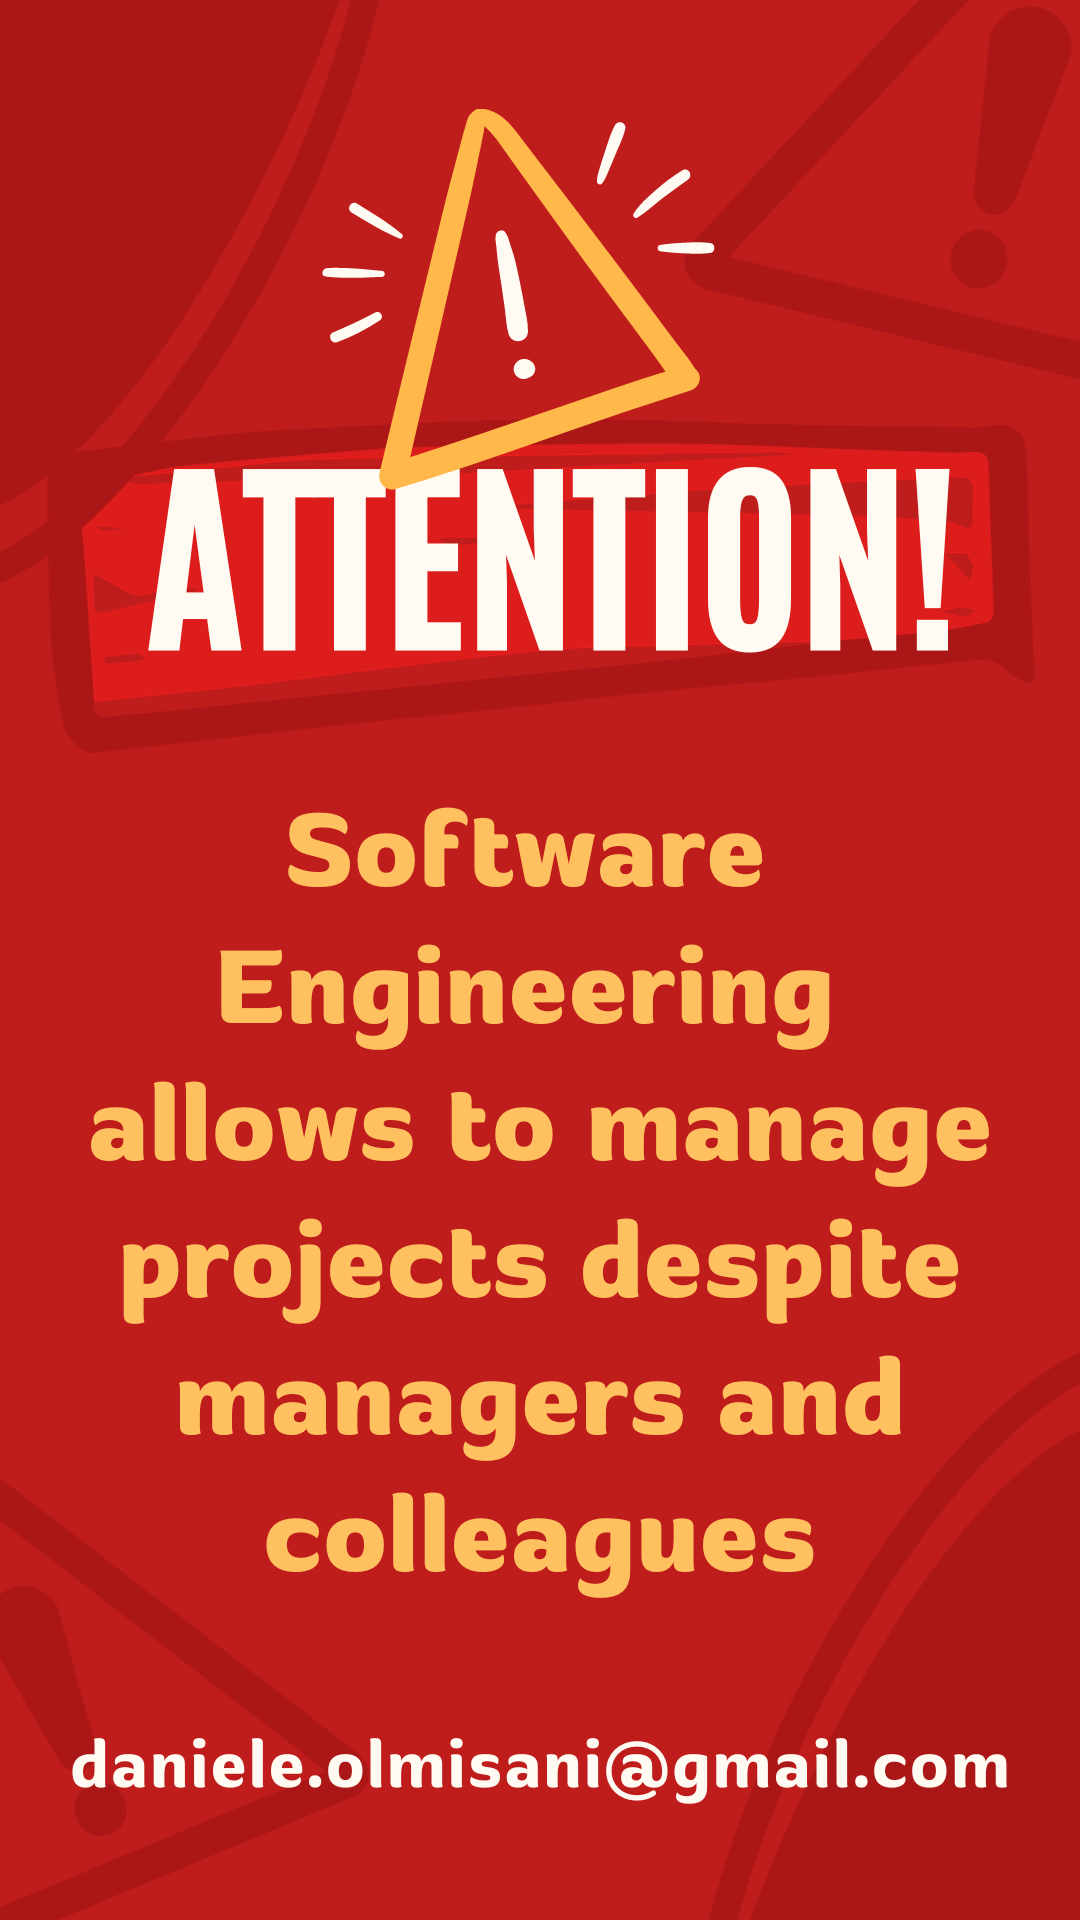 ATTENTION!
Software
Engineering
allows to manage
projects despite
managers and
colleagues
daniele.olmisani@gmail.com